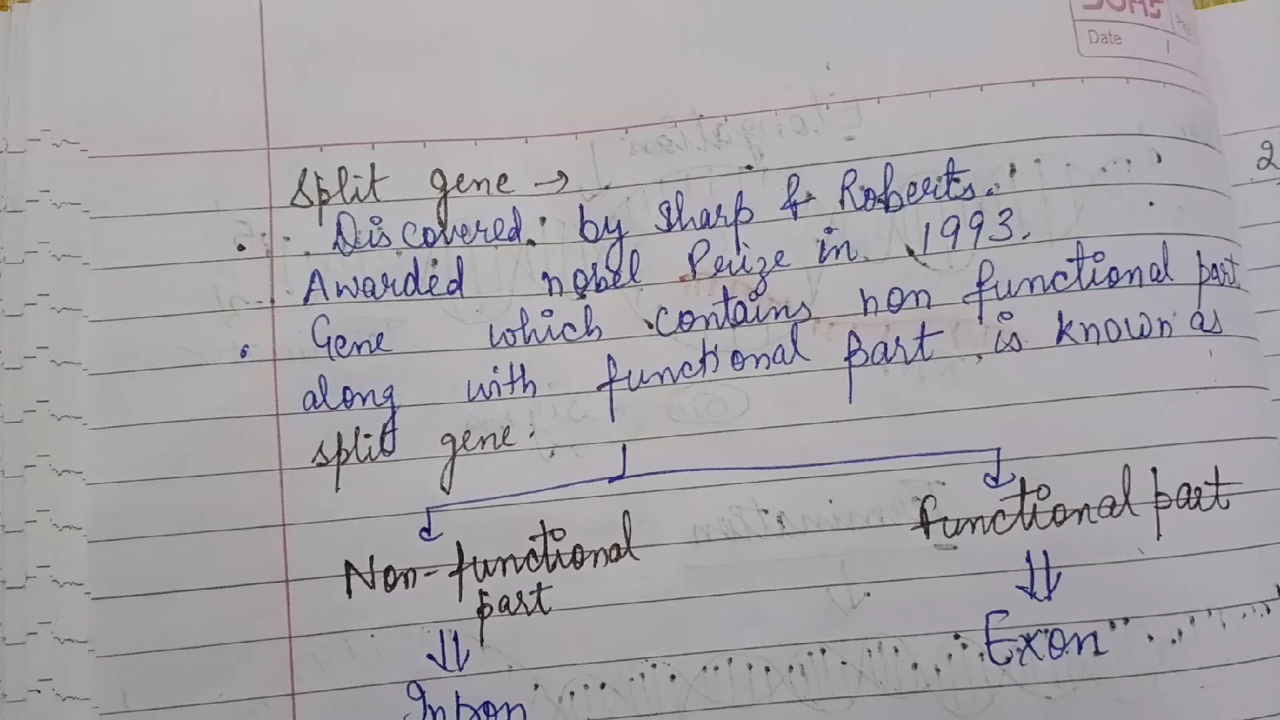 Date
2
Split gene →
• Discovered by Sharp & Roberts.
Awarded nobel Prize in 1993.
• Gene which contains non functional part
along with functional part is known as
split gene.
Non-functional part
functional part
Intron
Exon